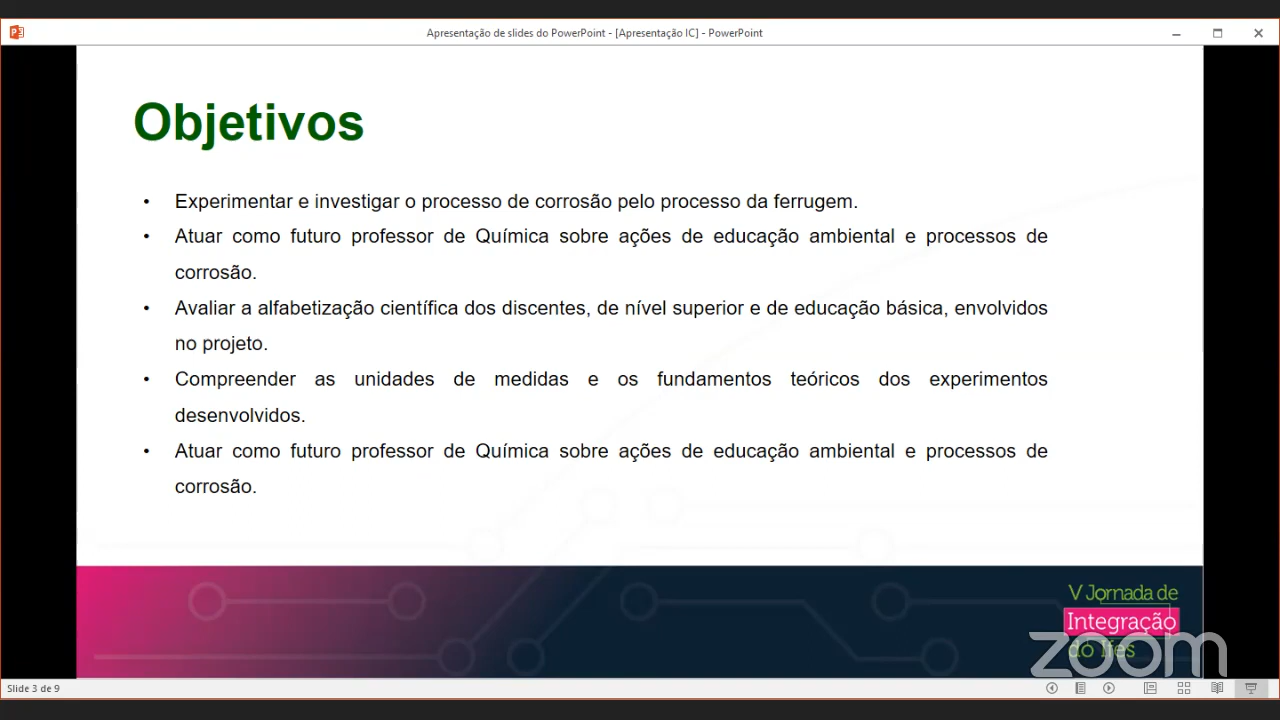 Apresentação de slides do PowerPoint - [Apresentação IC] - PowerPoint
Objetivos
• Experimentar e investigar o processo de corrosão pelo processo da ferrugem.
• Atuar como futuro professor de Química sobre ações de educação ambiental e processos de
corrosão.
• Avaliar a alfabetização científica dos discentes, de nível superior e de educação básica, envolvidos
no projeto.
• Compreender as unidades de medidas e os fundamentos teóricos dos experimentos
desenvolvidos.
• Atuar como futuro professor de Química sobre ações de educação ambiental e processos de
corrosão.
V Jornada de
Integração
do Ifes
zoom
Slide 3 de 9